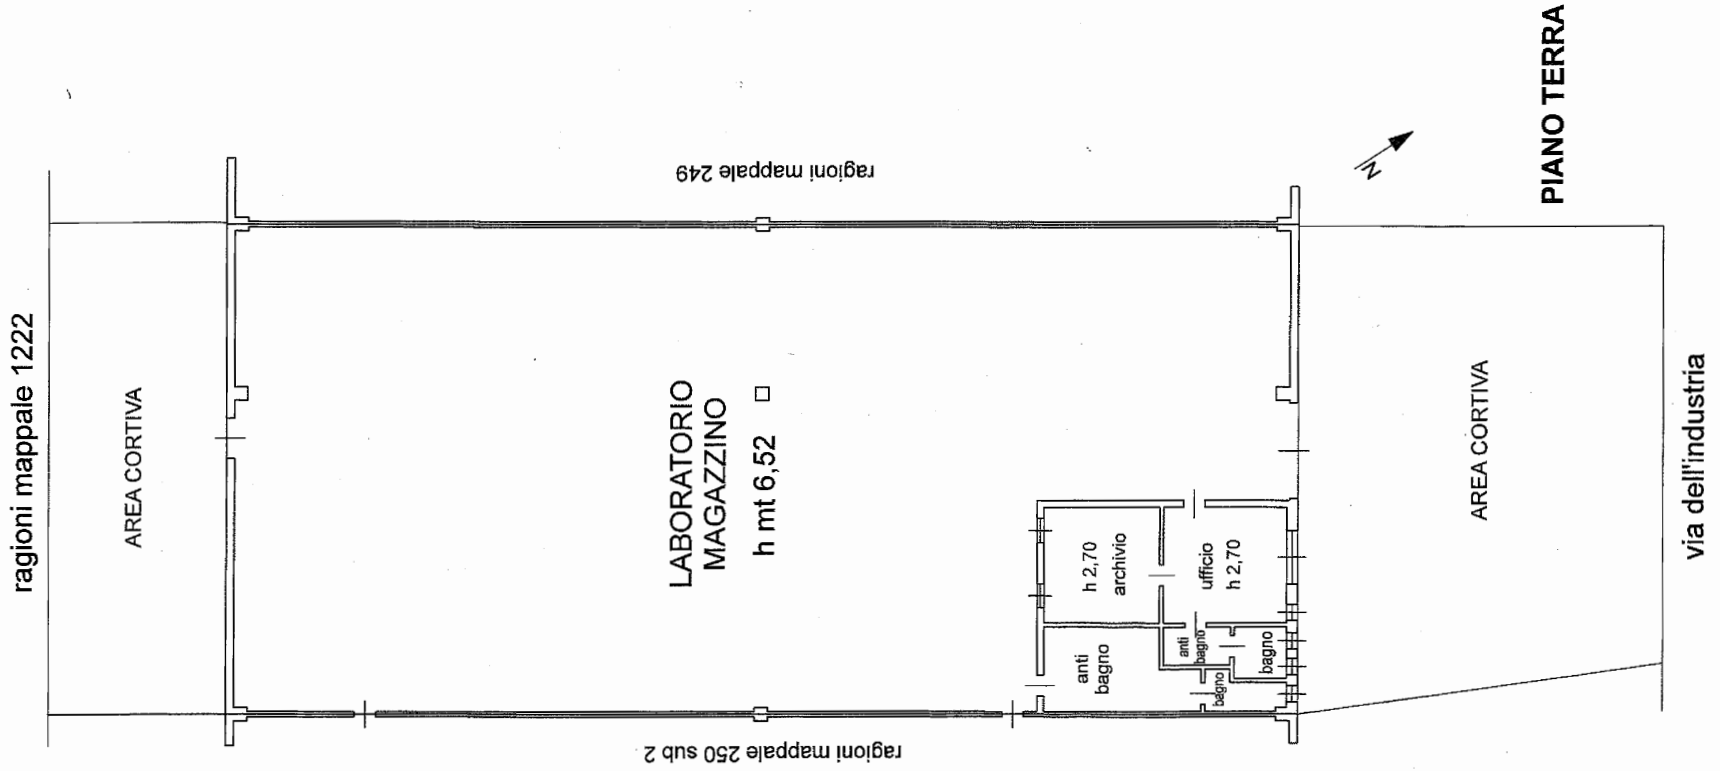 ragioni mappale 1222
AREA CORTIVA
ragioni mappale 249
LABORATORIO
MAGAZZINO
h mt 6,52
h 2,70
archivio
ufficio
h 2,70
anti
bagno
anti
bagno
bagno
bagno
ragioni mappale 250 sub 2
AREA CORTIVA
via dell'industria
N
PIANO TERRA